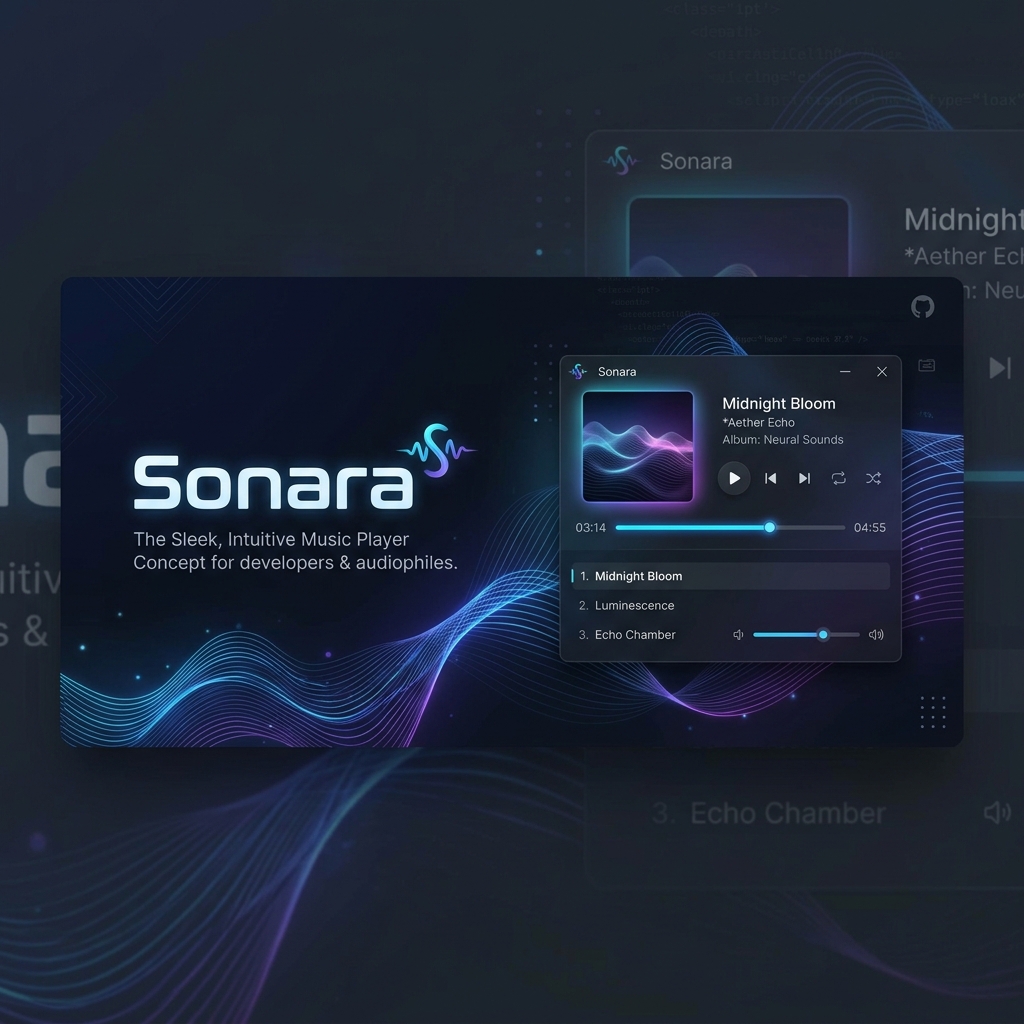 Sonara
Midnight
*Aether Ech
Sonara
The Sleek, Intuitive Music Player
Concept for developers & audiophiles.
Sonara
Midnight Bloom
*Aether Echo
Album: Neural Sounds
03:14
04:55
1. Midnight Bloom
2. Luminescence
3. Echo Chamber
3. Echo Chamber